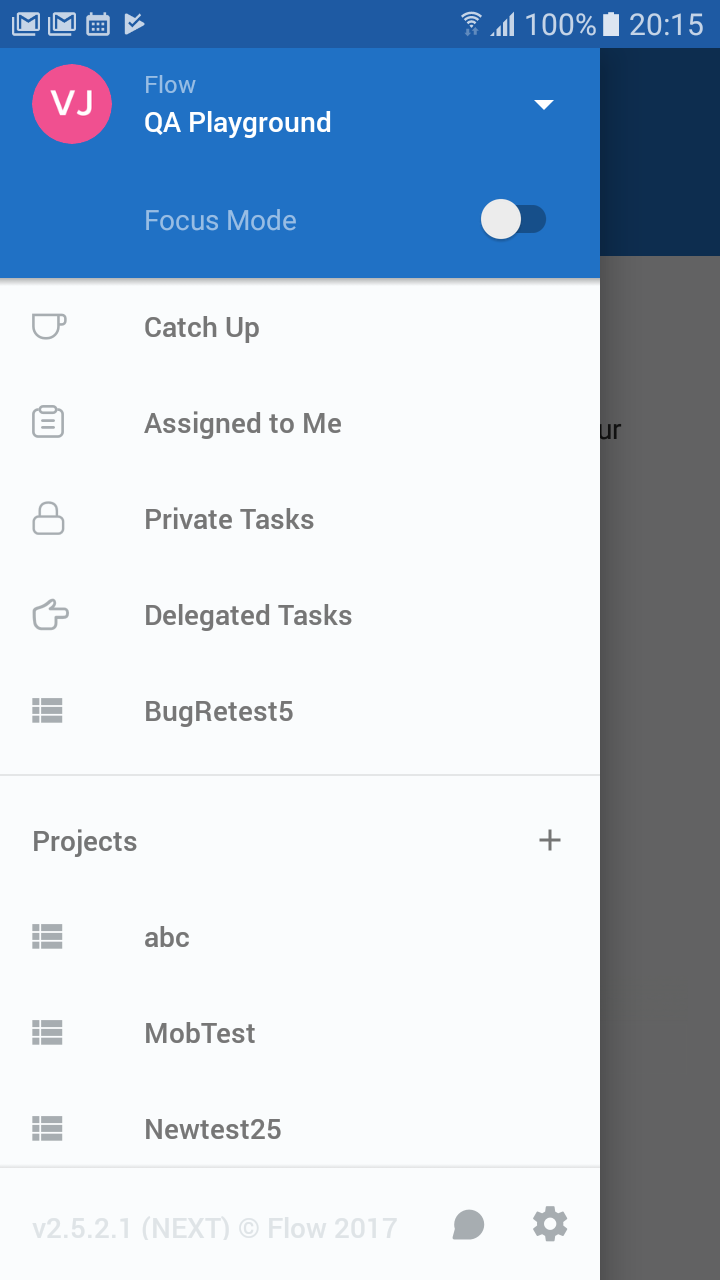 100% 20:15
VJ
Flow
QA Playground
Focus Mode
Catch Up
Assigned to Me
ur
Private Tasks
Delegated Tasks
BugRetest5
Projects
abc
MobTest
Newtest25
v2.5.2.1 (NEXT) © Flow 2017